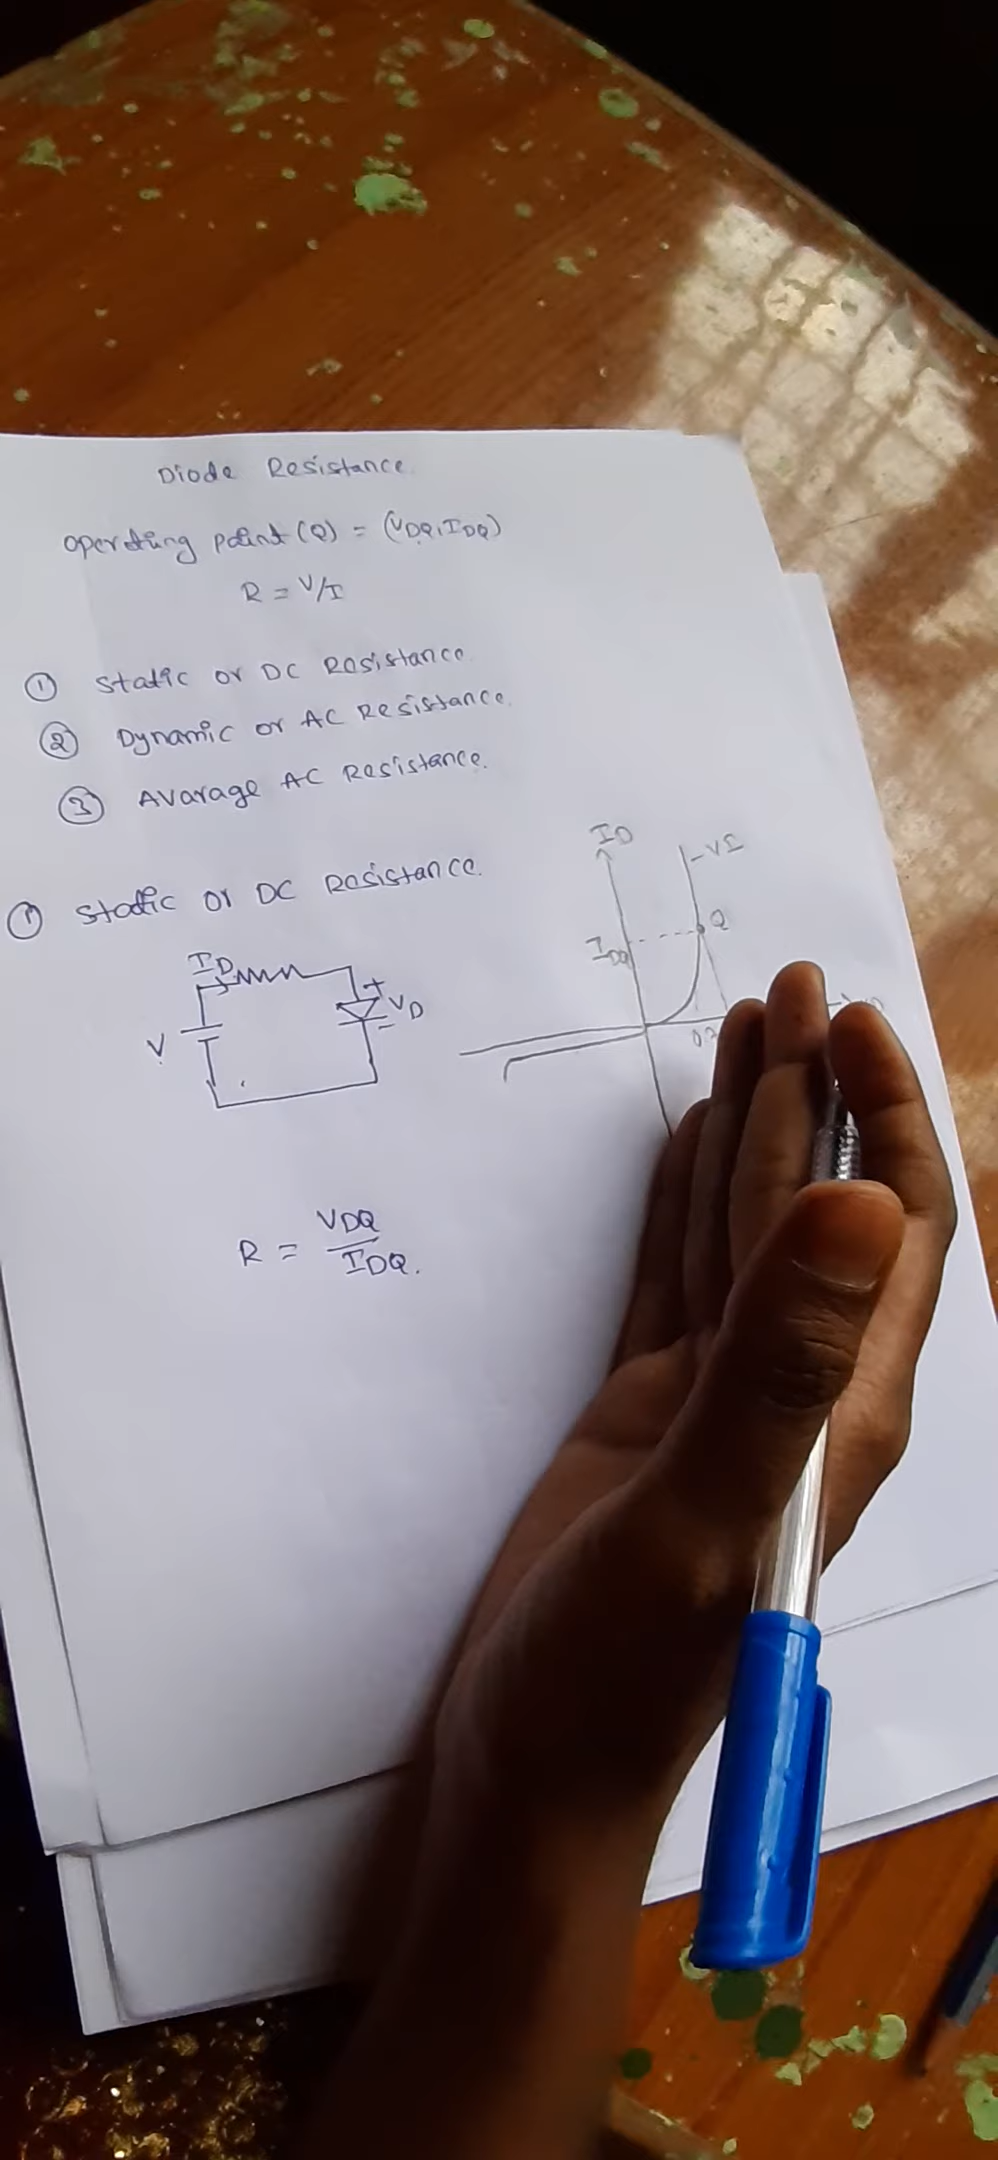 Diode Resistance
Operating point (Q) = (VDQ, IDQ)
R = V/I
① Static or DC Resistance
② Dynamic or AC Resistance.
③ Avarage AC Resistance.
① Static or DC Resistance.
ID
VI
Q
IDQ
ID
+
VD
-
V
R = VDQ
IDQ.